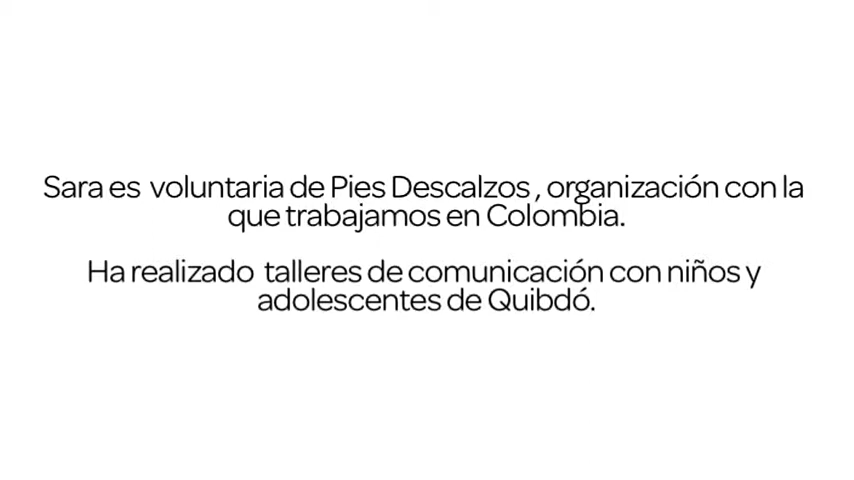 Sara es voluntaria de Pies Descalzos , organización con la
que trabajamos en Colombia.
Ha realizado talleres de comunicación con niños y
adolescentes de Quibdó.